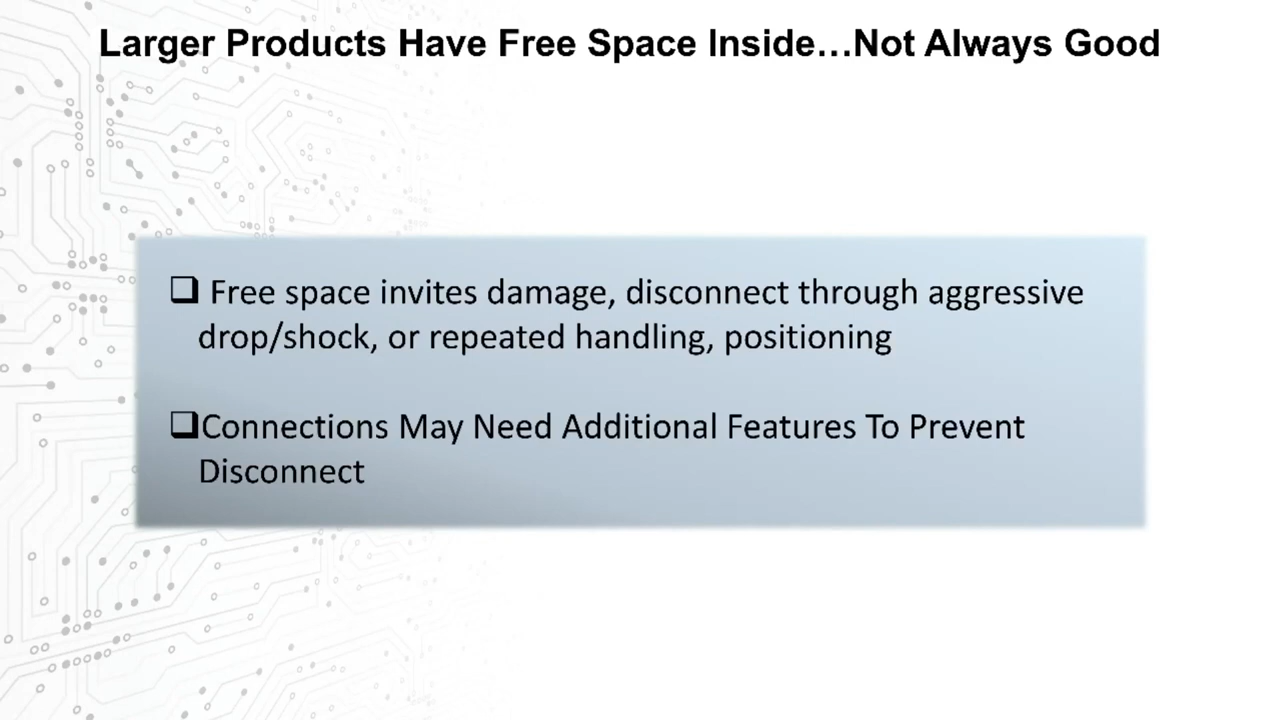 Larger Products Have Free Space Inside…Not Always Good
❑ Free space invites damage, disconnect through aggressive
drop/shock, or repeated handling, positioning
❑Connections May Need Additional Features To Prevent
Disconnect